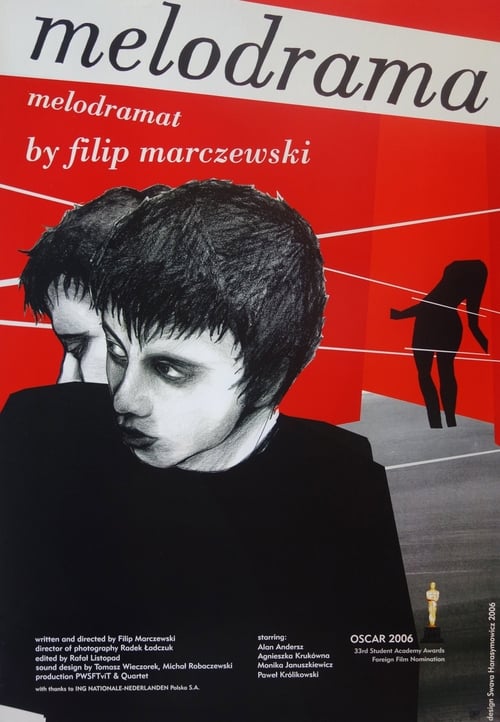 melodrama
melodramat
by filip marczewski
written and directed by Filip Marczewski
director of photography Radek Ładczuk
edited by Rafał Listopad
sound design by Tomasz Wieczorek, Michał Robaczewski
production PWSFTviT & Quartet
with thanks to ING NATIONALE-NEDERLANDEN Polska S.A.
starring:
Alan Andersz
Agnieszka Krukówna
Monika Januszkiewicz
Paweł Królikowski
OSCAR 2006
33rd Student Academy Awards
Foreign Film Nomination
design Swava Harasymowicz 2006